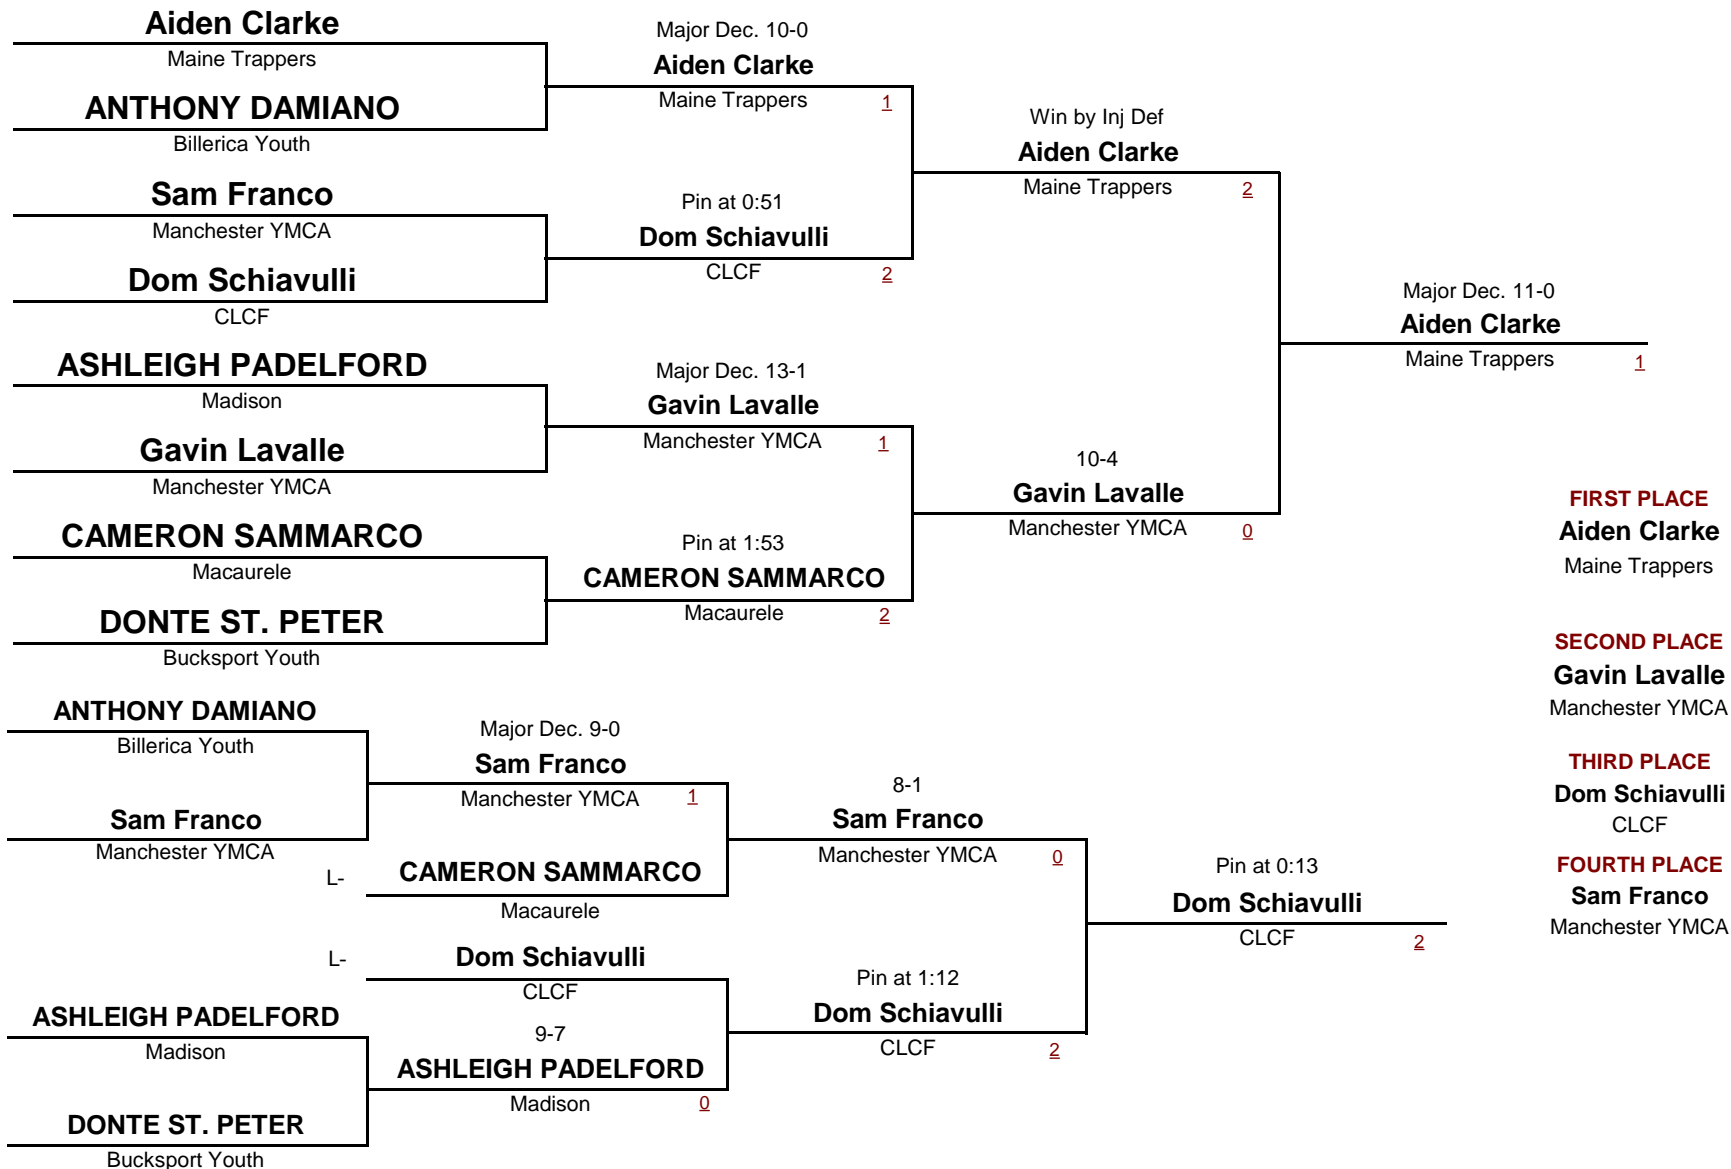 Aiden Clarke
Maine Trappers
ANTHONY DAMIANO
Billerica Youth
Sam Franco
Manchester YMCA
Dom Schiavulli
CLCF
ASHLEIGH PADELFORD
Madison
Gavin Lavalle
Manchester YMCA
CAMERON SAMMARCO
Macaurele
DONTE ST. PETER
Bucksport Youth
Major Dec. 10-0
Aiden Clarke
Maine Trappers 1
Pin at 0:51
Dom Schiavulli
CLCF 2
Major Dec. 13-1
Gavin Lavalle
Manchester YMCA 1
Pin at 1:53
CAMERON SAMMARCO
Macaurele 2
Win by Inj Def
Aiden Clarke
Maine Trappers 2
10-4
Gavin Lavalle
Manchester YMCA 0
Major Dec. 11-0
Aiden Clarke
Maine Trappers 1
FIRST PLACE
Aiden Clarke
Maine Trappers
SECOND PLACE
Gavin Lavalle
Manchester YMCA
THIRD PLACE
Dom Schiavulli
CLCF
FOURTH PLACE
Sam Franco
Manchester YMCA
ANTHONY DAMIANO
Billerica Youth
Sam Franco
Manchester YMCA
ASHLEIGH PADELFORD
Madison
DONTE ST. PETER
Bucksport Youth
Major Dec. 9-0
Sam Franco
Manchester YMCA 1
L- CAMERON SAMMARCO
Macaurele
L- Dom Schiavulli
CLCF
9-7
ASHLEIGH PADELFORD
Madison 0
8-1
Sam Franco
Manchester YMCA 0
Pin at 1:12
Dom Schiavulli
CLCF 2
Pin at 0:13
Dom Schiavulli
CLCF 2